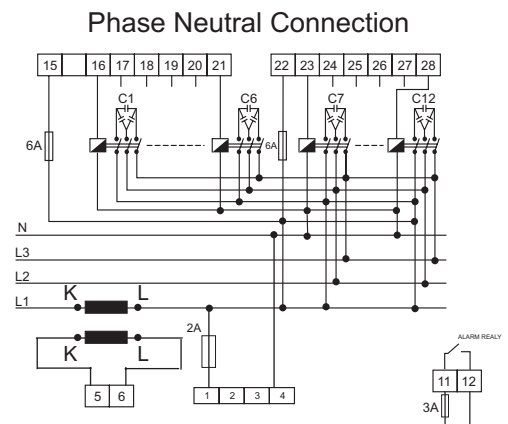 Phase Neutral Connection
15 16 17 18 19 20 21 22 23 24 25 26 27 28
C1 C6 C7 C12
6A 6A
N
L3
L2
L1 K L
2A
K L
ALARM REALY
5 6 1 2 3 4 11 12
3A